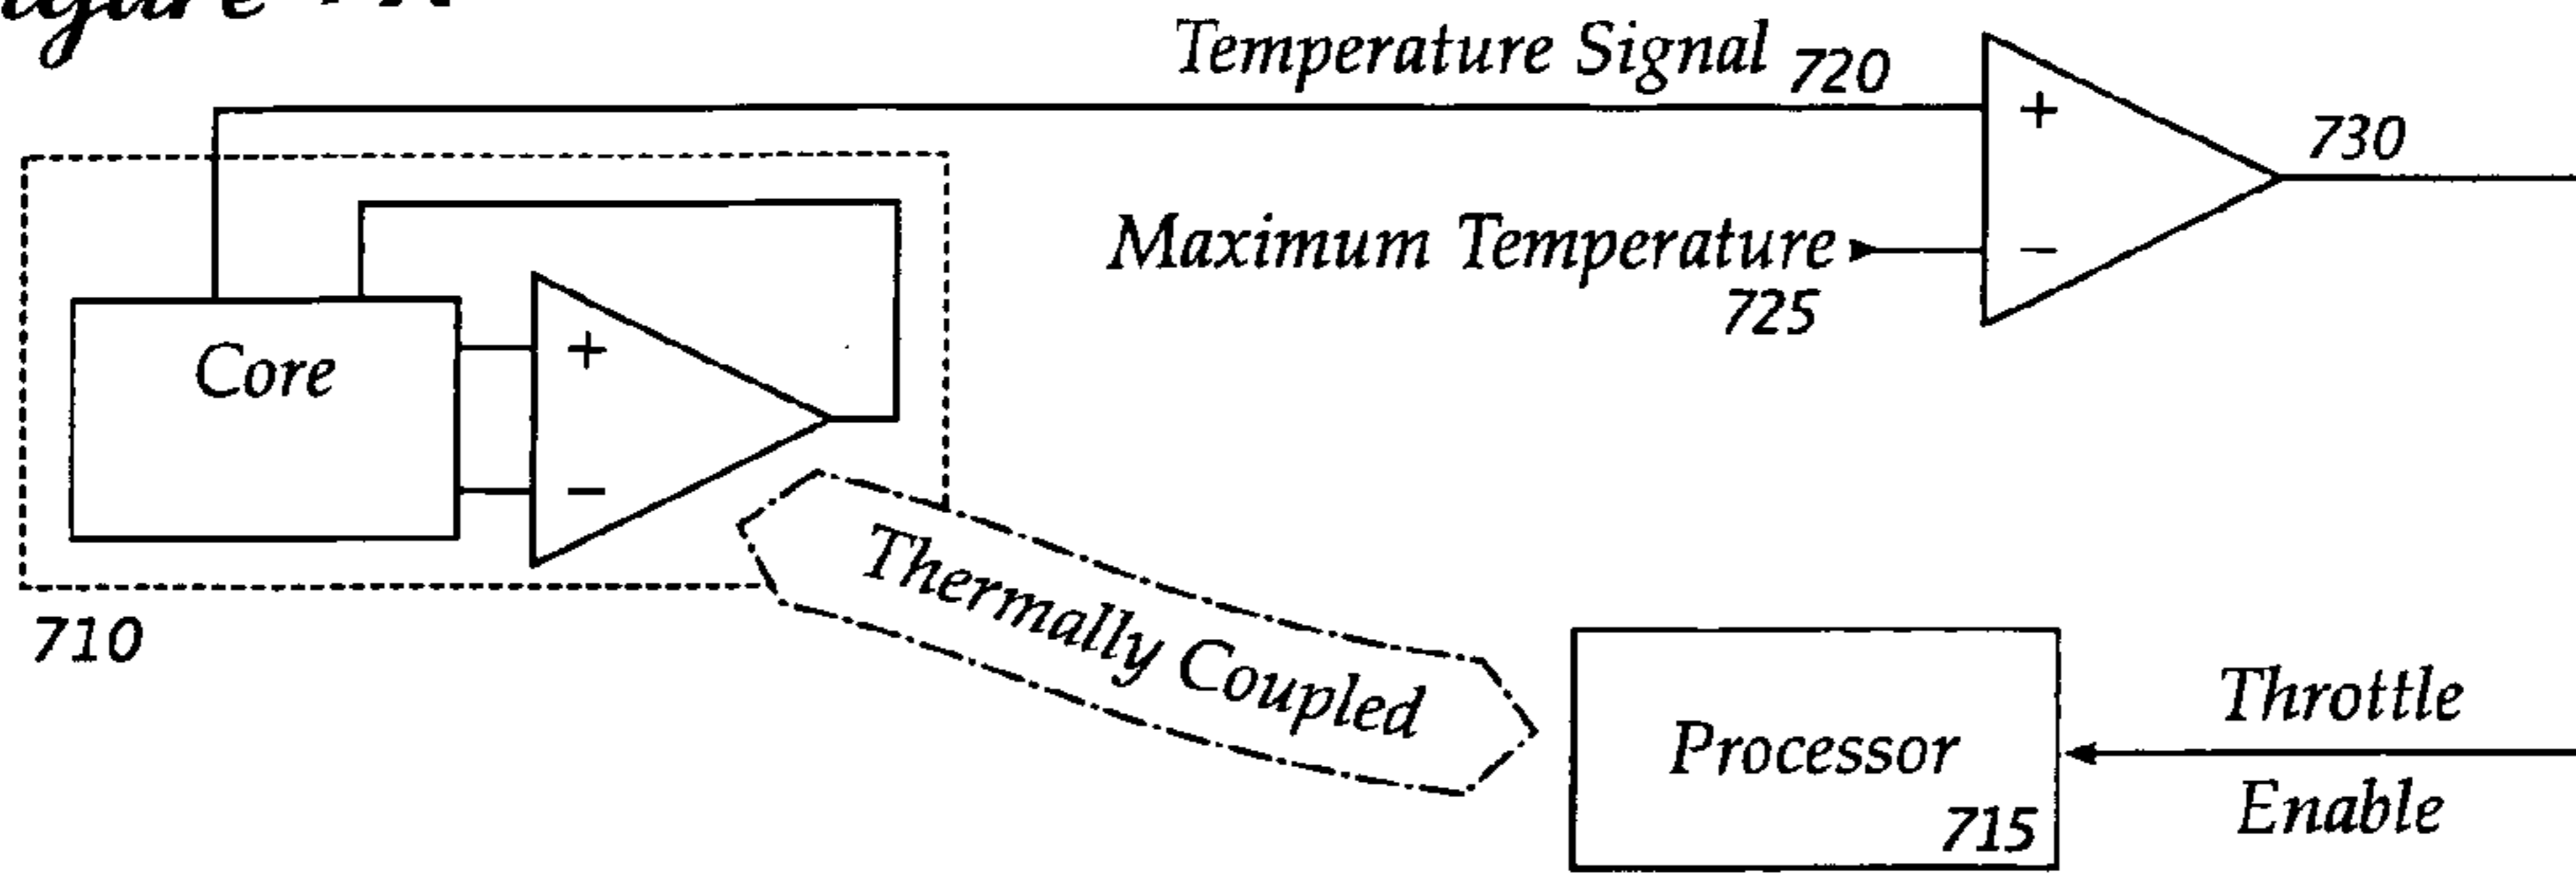 Temperature Signal 720
+
730
Maximum Temperature
−
725
Core
+
−
Thermally Coupled
710
Processor
715
Throttle
Enable